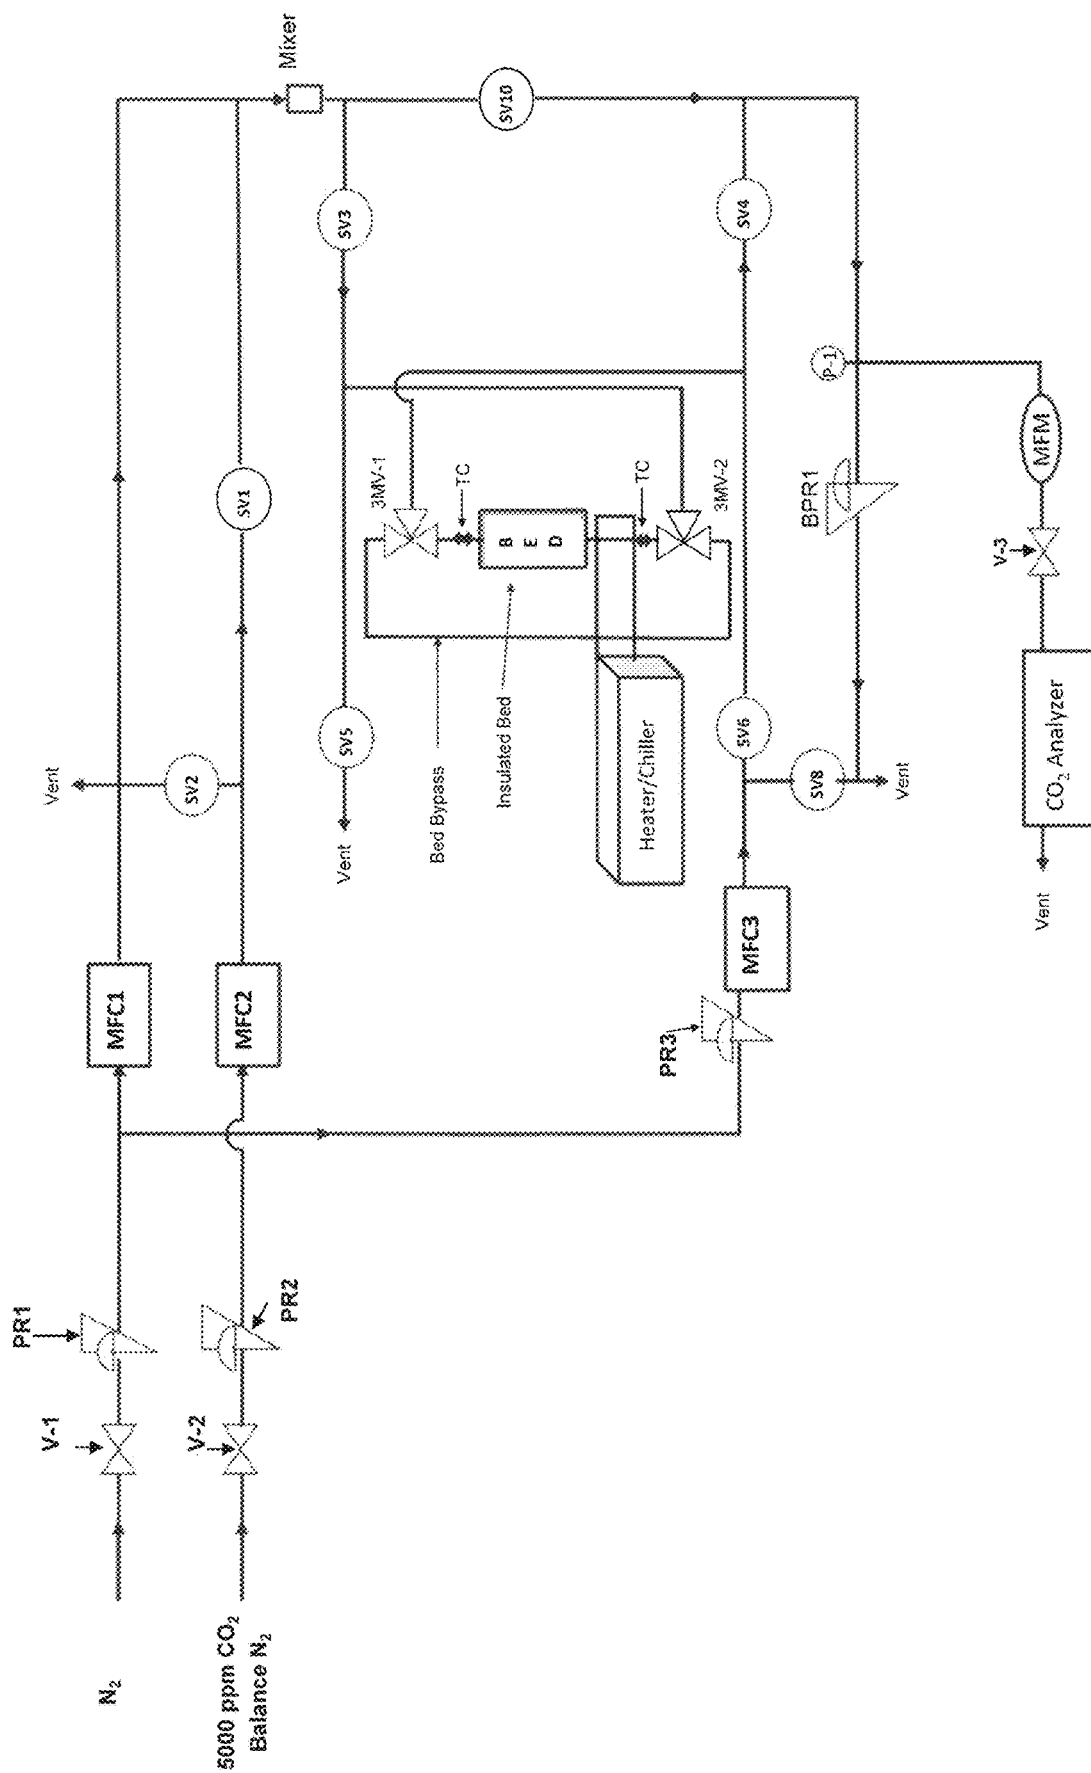 N₂
5000 ppm CO₂
Balance N₂
V-1
V-2
PR1
PR2
MFC1
MFC2
PR3
MFC3
Vent
SV2
SV1
Mixer
SV3
SV10
SV5
Vent
3MV-1
TC
BED
TC
3MV-2
Bed Bypass
Insulated Bed
Heater/Chiller
SV6
SV4
SV8
Vent
P-1
BPR1
MFM
V-3
CO₂ Analyzer
Vent